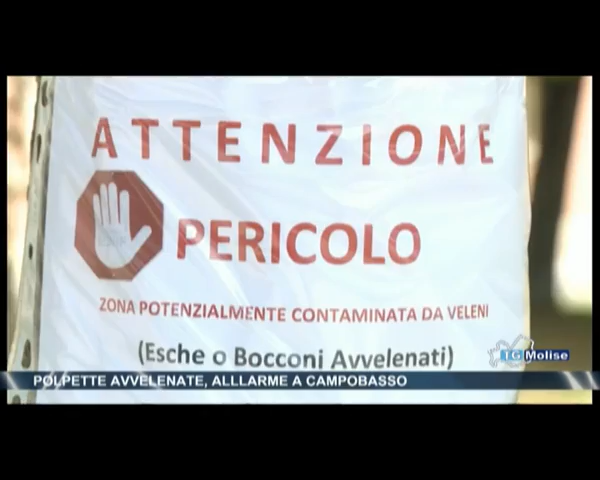 ATTENZIONE
PERICOLO
ZONA POTENZIALMENTE CONTAMINATA DA VELENI
(Esche o Bocconi Avvelenati)
TG Molise
POLPETTE AVVELENATE, ALLLARME A CAMPOBASSO